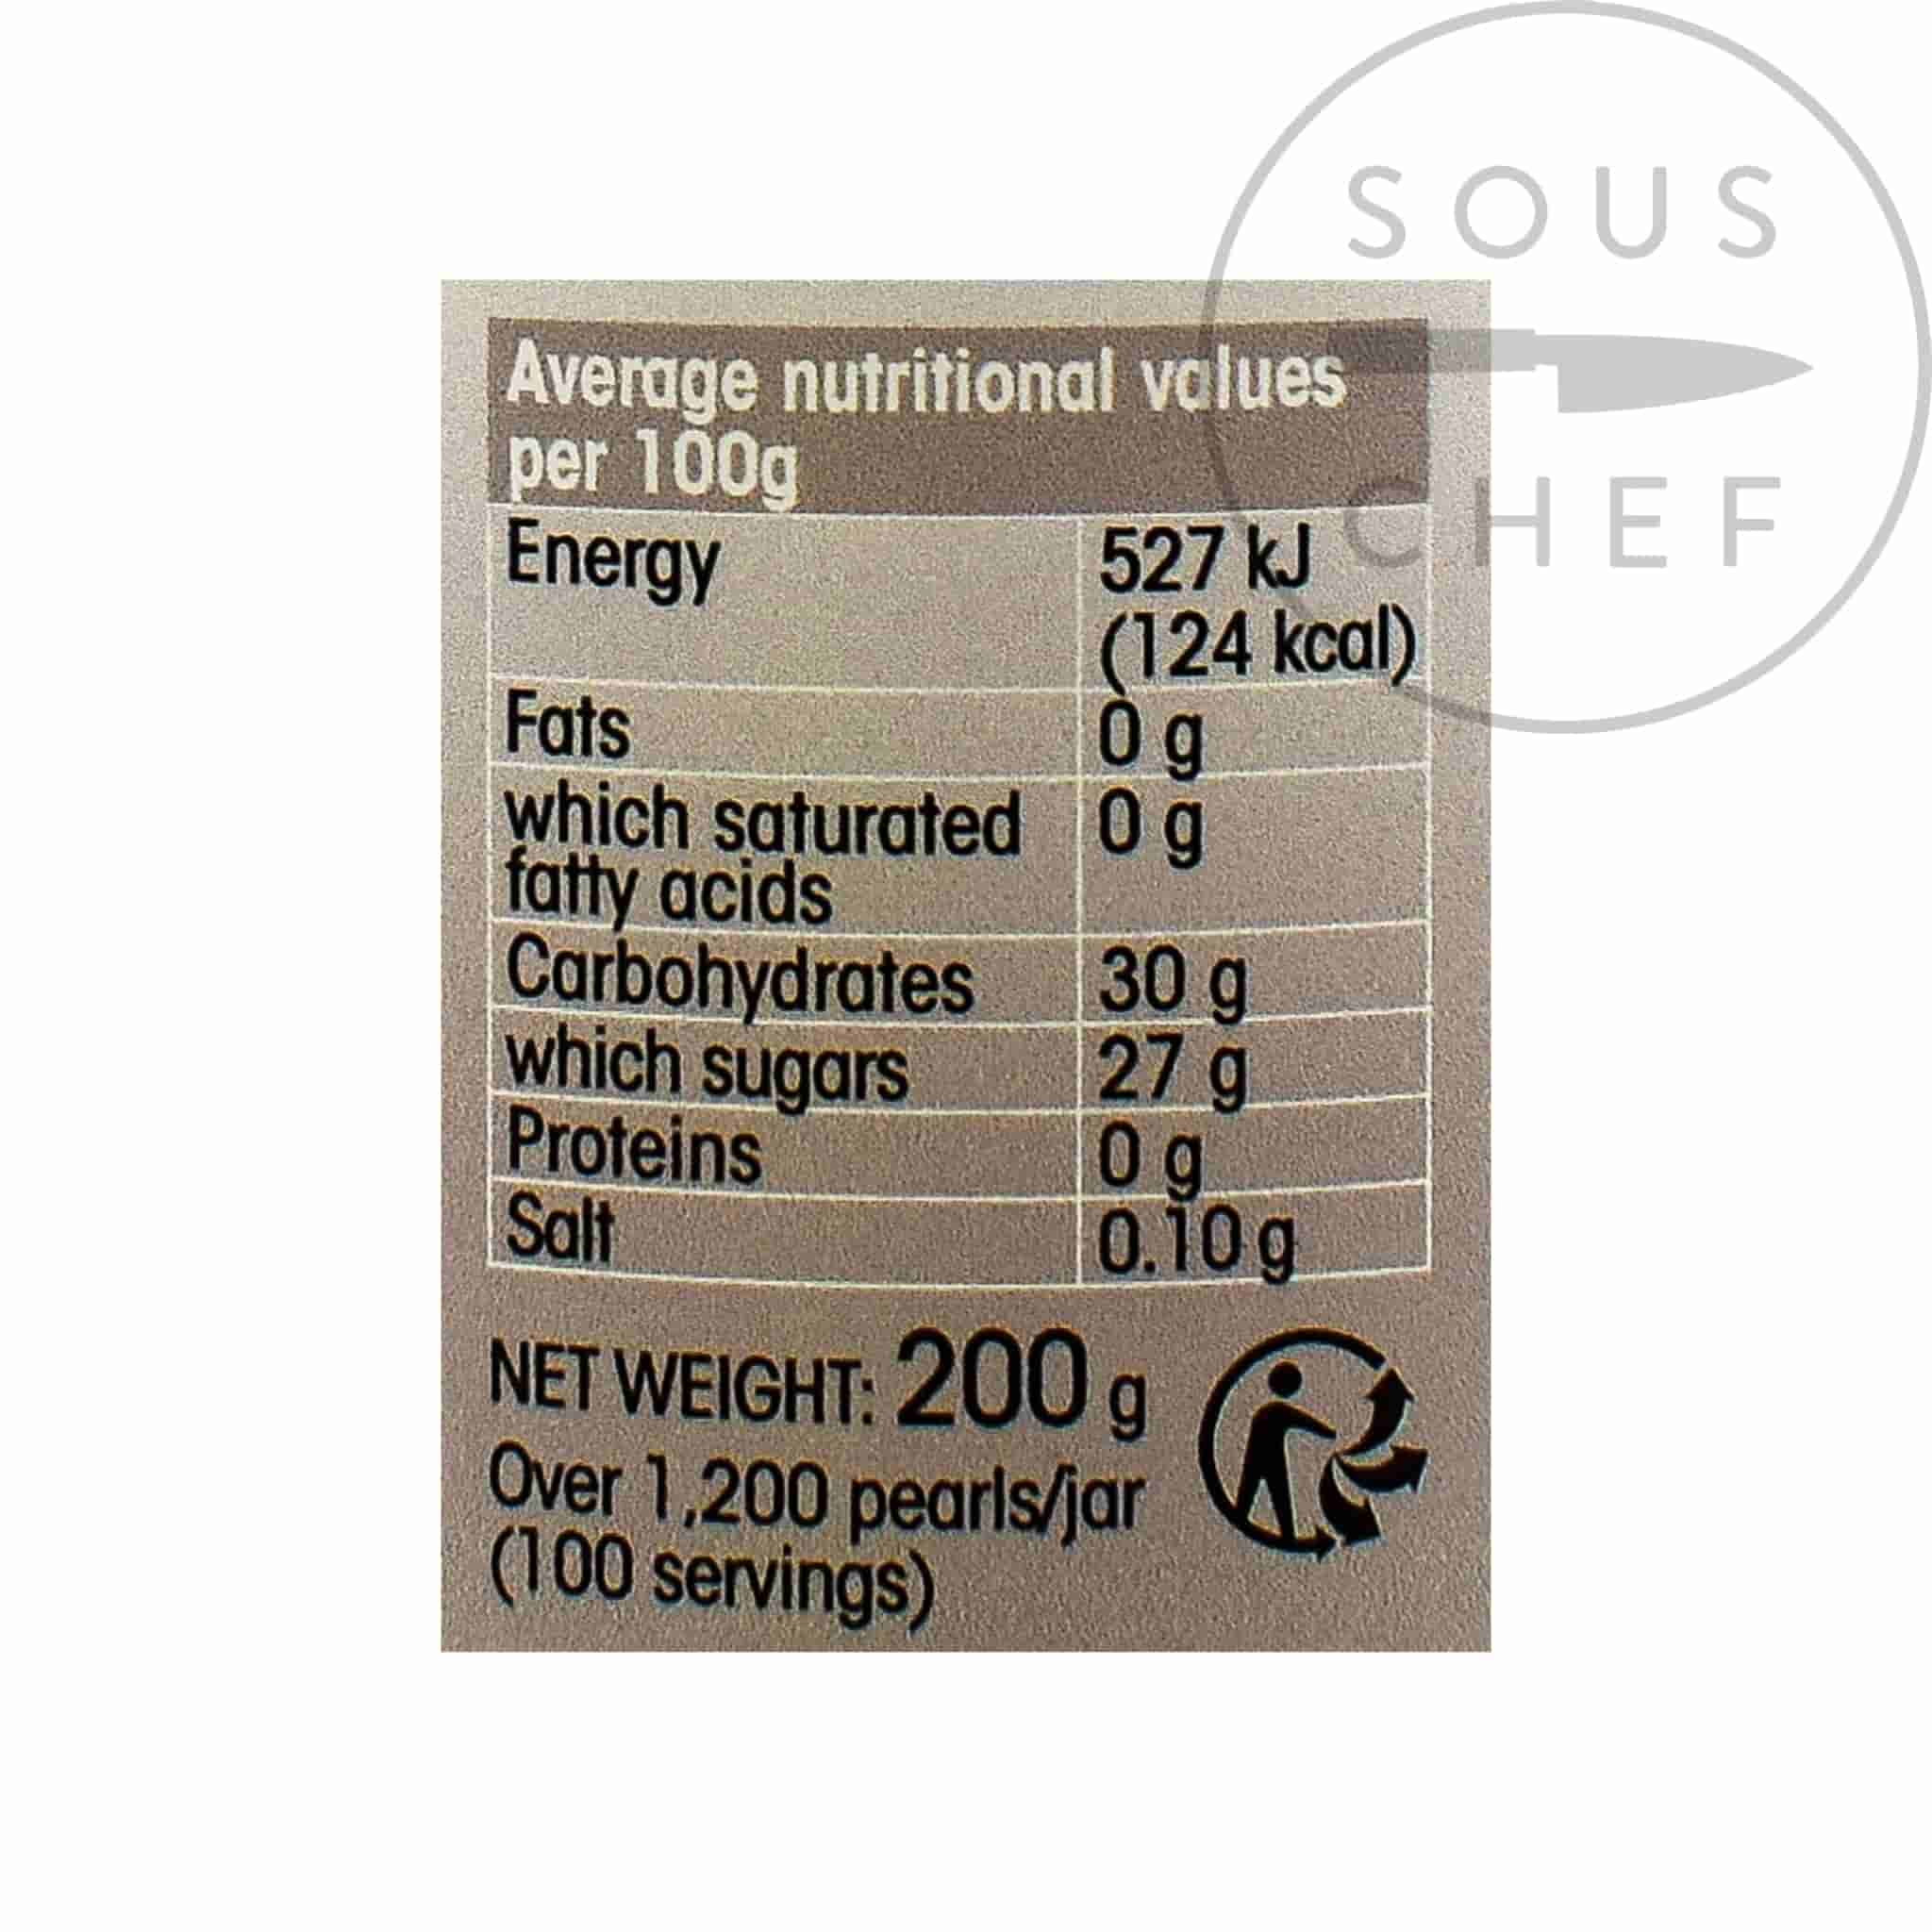 SOUS
CHEF
Average nutritional values
per 100g
Energy 527 kJ
(124 kcal)
Fats 0 g
which saturated 0 g
fatty acids
Carbohydrates 30 g
which sugars 27 g
Proteins 0 g
Salt 0.10 g
NET WEIGHT: 200 g
Over 1,200 pearls/jar
(100 servings)